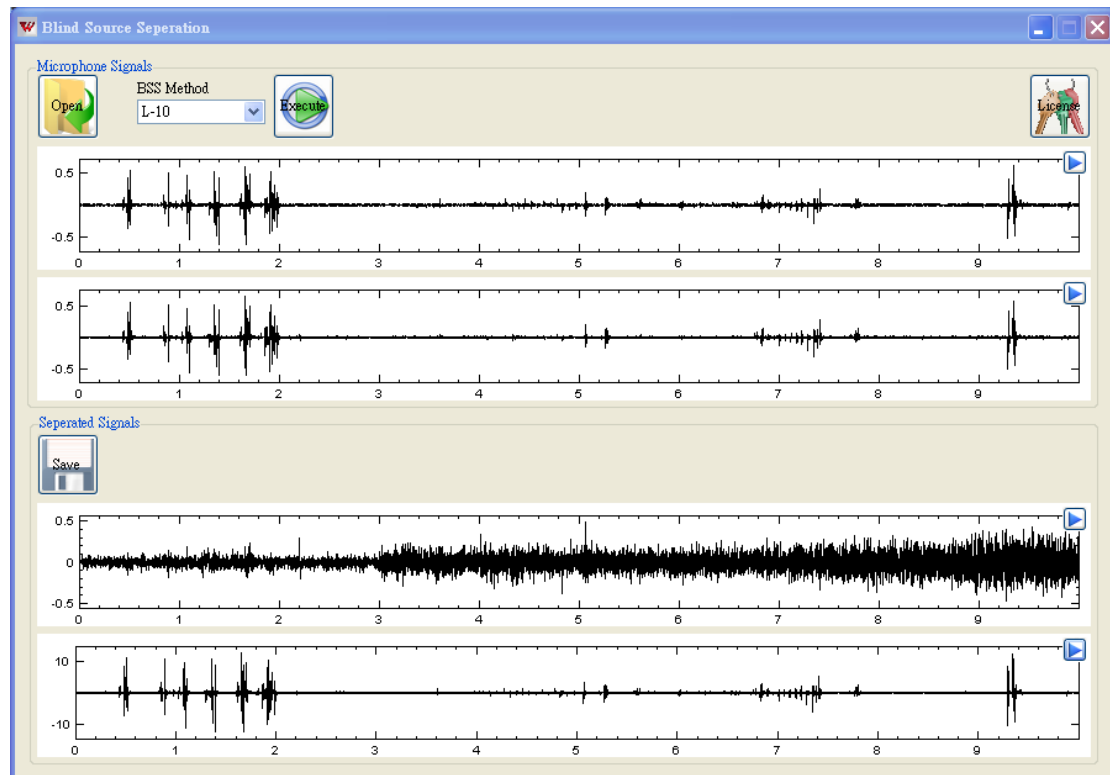 W Blind Source Seperation
Microphone Signals
Open
BSS Method
L-10
Execute
License
0.5
-0.5
0 1 2 3 4 5 6 7 8 9
0.5
-0.5
0 1 2 3 4 5 6 7 8 9
Seperated Signals
Save
0.5
0
-0.5
0 1 2 3 4 5 6 7 8 9
10
0
-10
0 1 2 3 4 5 6 7 8 9